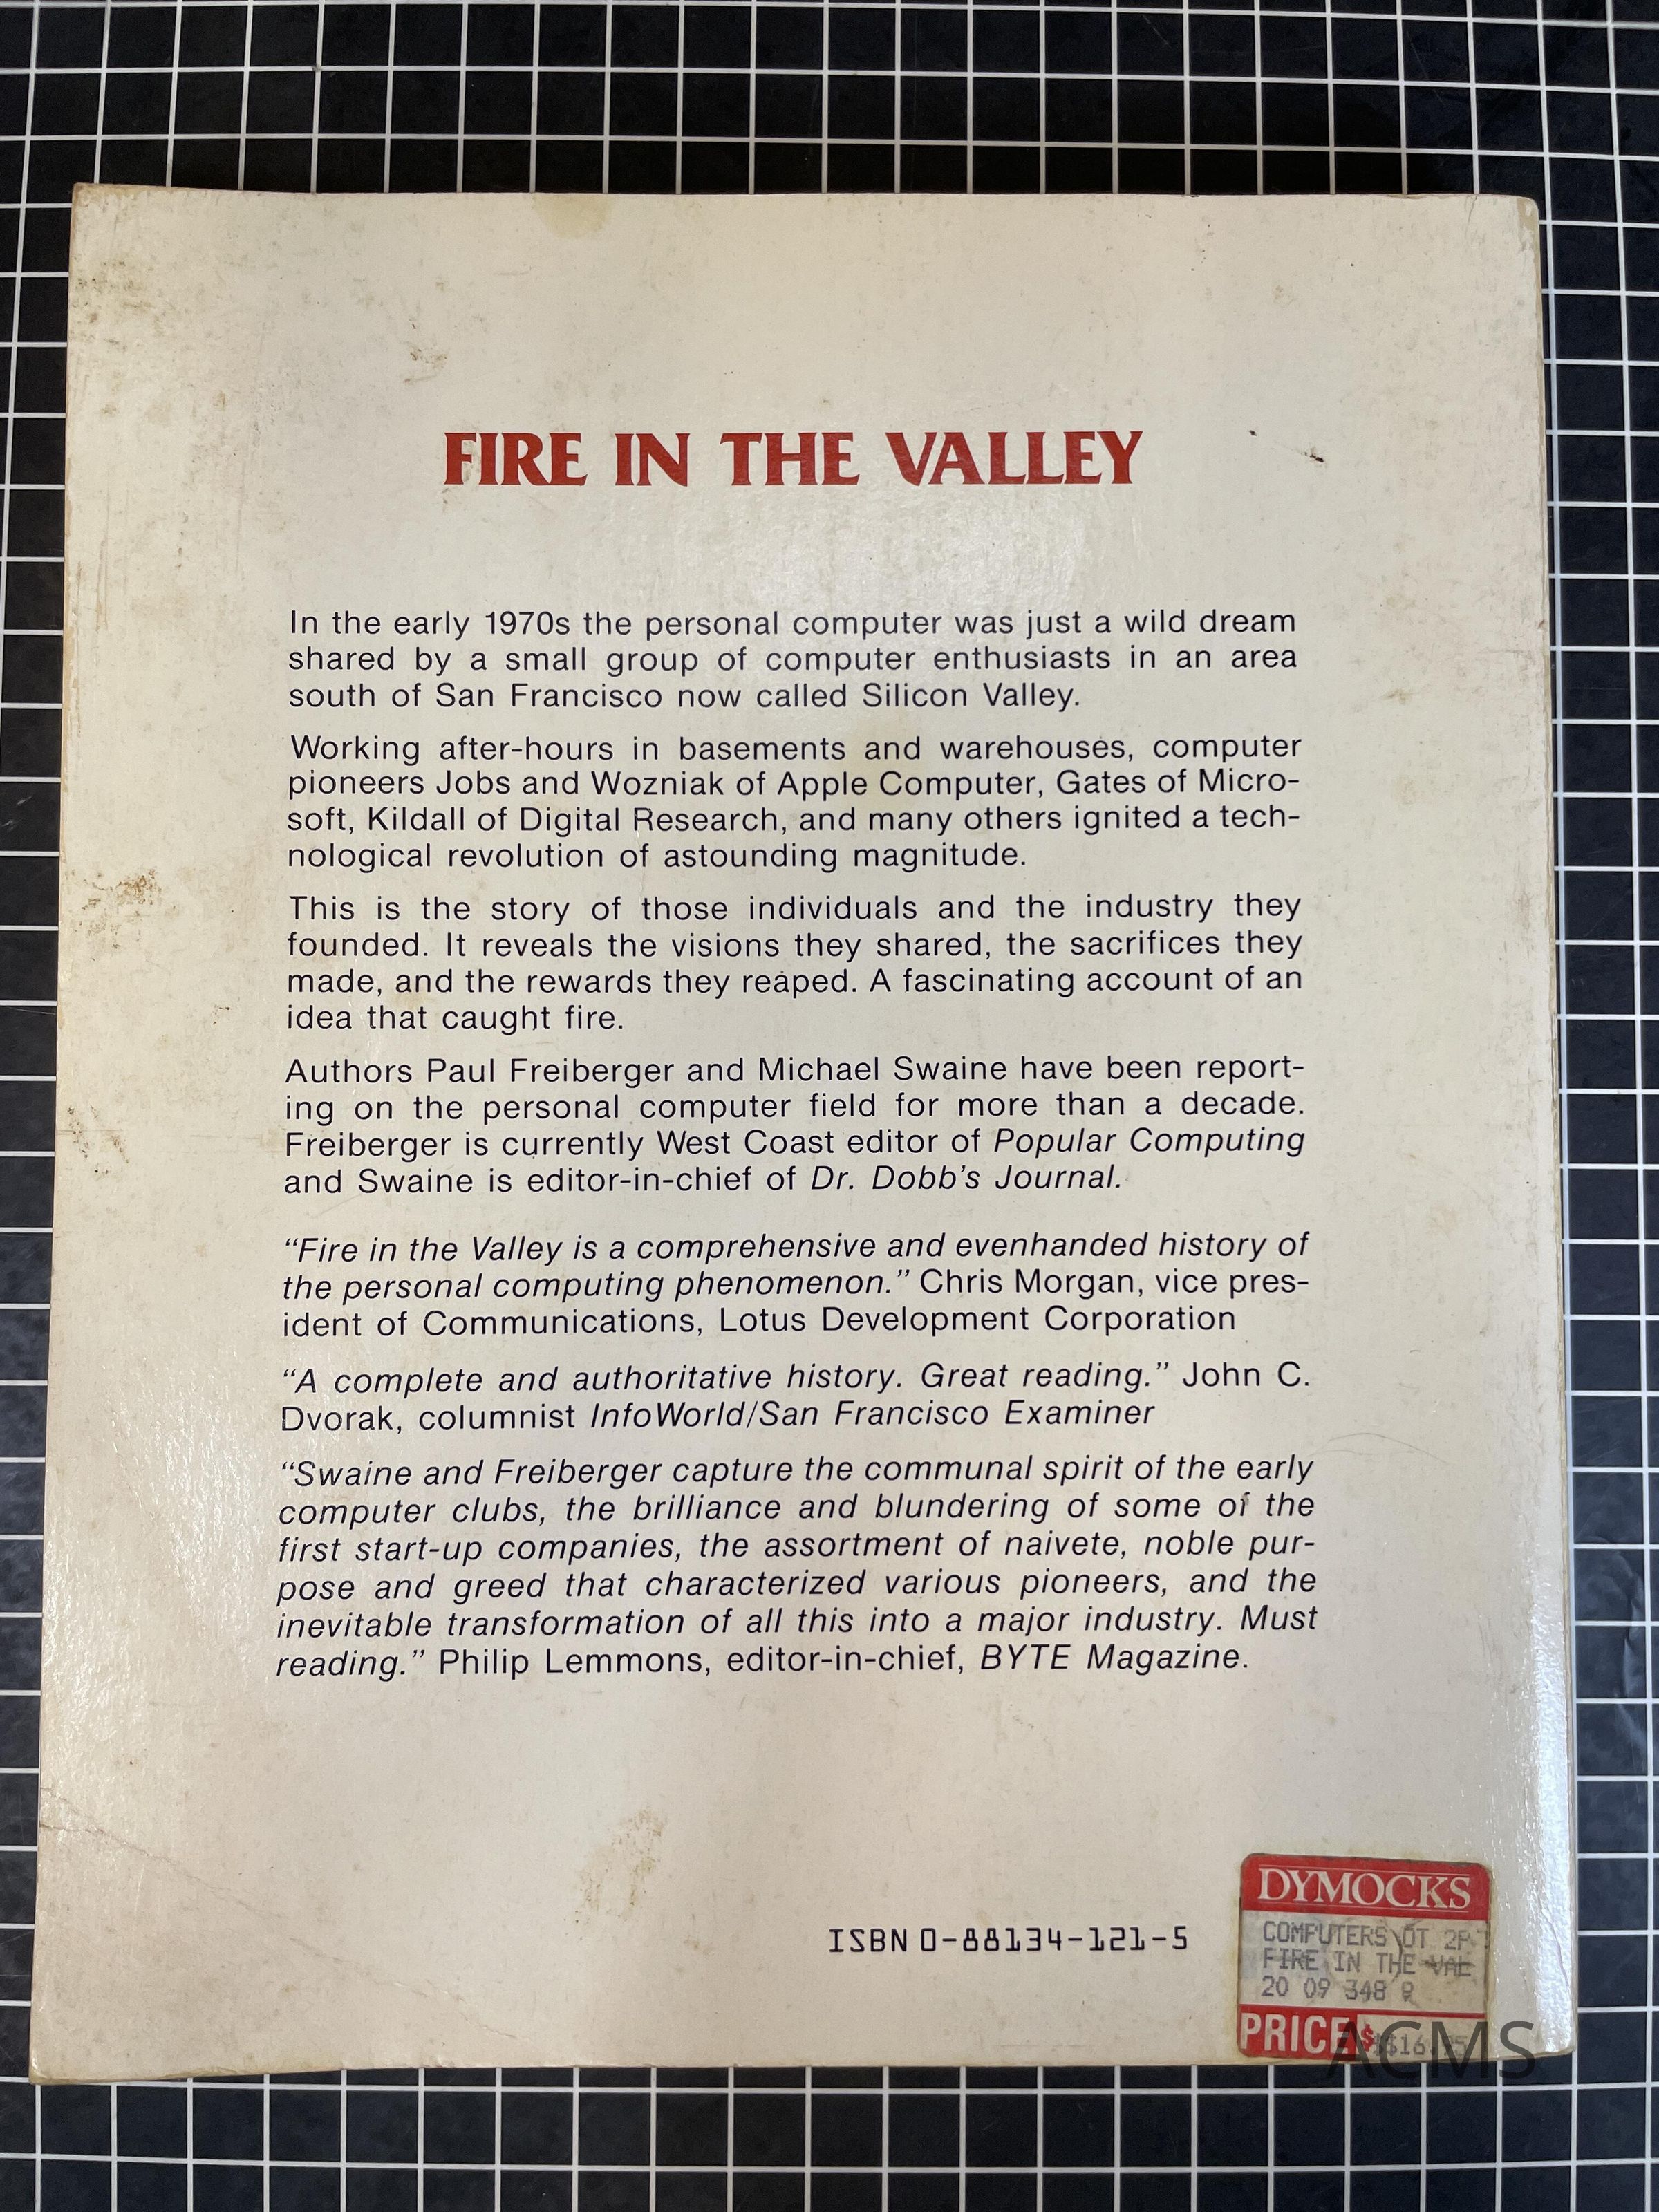 FIRE IN THE VALLEY
In the early 1970s the personal computer was just a wild dream
shared by a small group of computer enthusiasts in an area
south of San Francisco now called Silicon Valley.
Working after-hours in basements and warehouses, computer
pioneers Jobs and Wozniak of Apple Computer, Gates of Micro-
soft, Kildall of Digital Research, and many others ignited a tech-
nological revolution of astounding magnitude.
This is the story of those individuals and the industry they
founded. It reveals the visions they shared, the sacrifices they
made, and the rewards they reaped. A fascinating account of an
idea that caught fire.
Authors Paul Freiberger and Michael Swaine have been report-
ing on the personal computer field for more than a decade.
Freiberger is currently West Coast editor of Popular Computing
and Swaine is editor-in-chief of Dr. Dobb's Journal.
“Fire in the Valley is a comprehensive and evenhanded history of
the personal computing phenomenon.” Chris Morgan, vice pres-
ident of Communications, Lotus Development Corporation
“A complete and authoritative history. Great reading.” John C.
Dvorak, columnist InfoWorld/San Francisco Examiner
“Swaine and Freiberger capture the communal spirit of the early
computer clubs, the brilliance and blundering of some of the
first start-up companies, the assortment of naivete, noble pur-
pose and greed that characterized various pioneers, and the
inevitable transformation of all this into a major industry. Must
reading.” Philip Lemmons, editor-in-chief, BYTE Magazine.
ISBN 0-88134-121-5
DYMOCKS
COMPUTERS OT
FIRE IN THE VAL
20 09 348 9
PRICE
ACMS